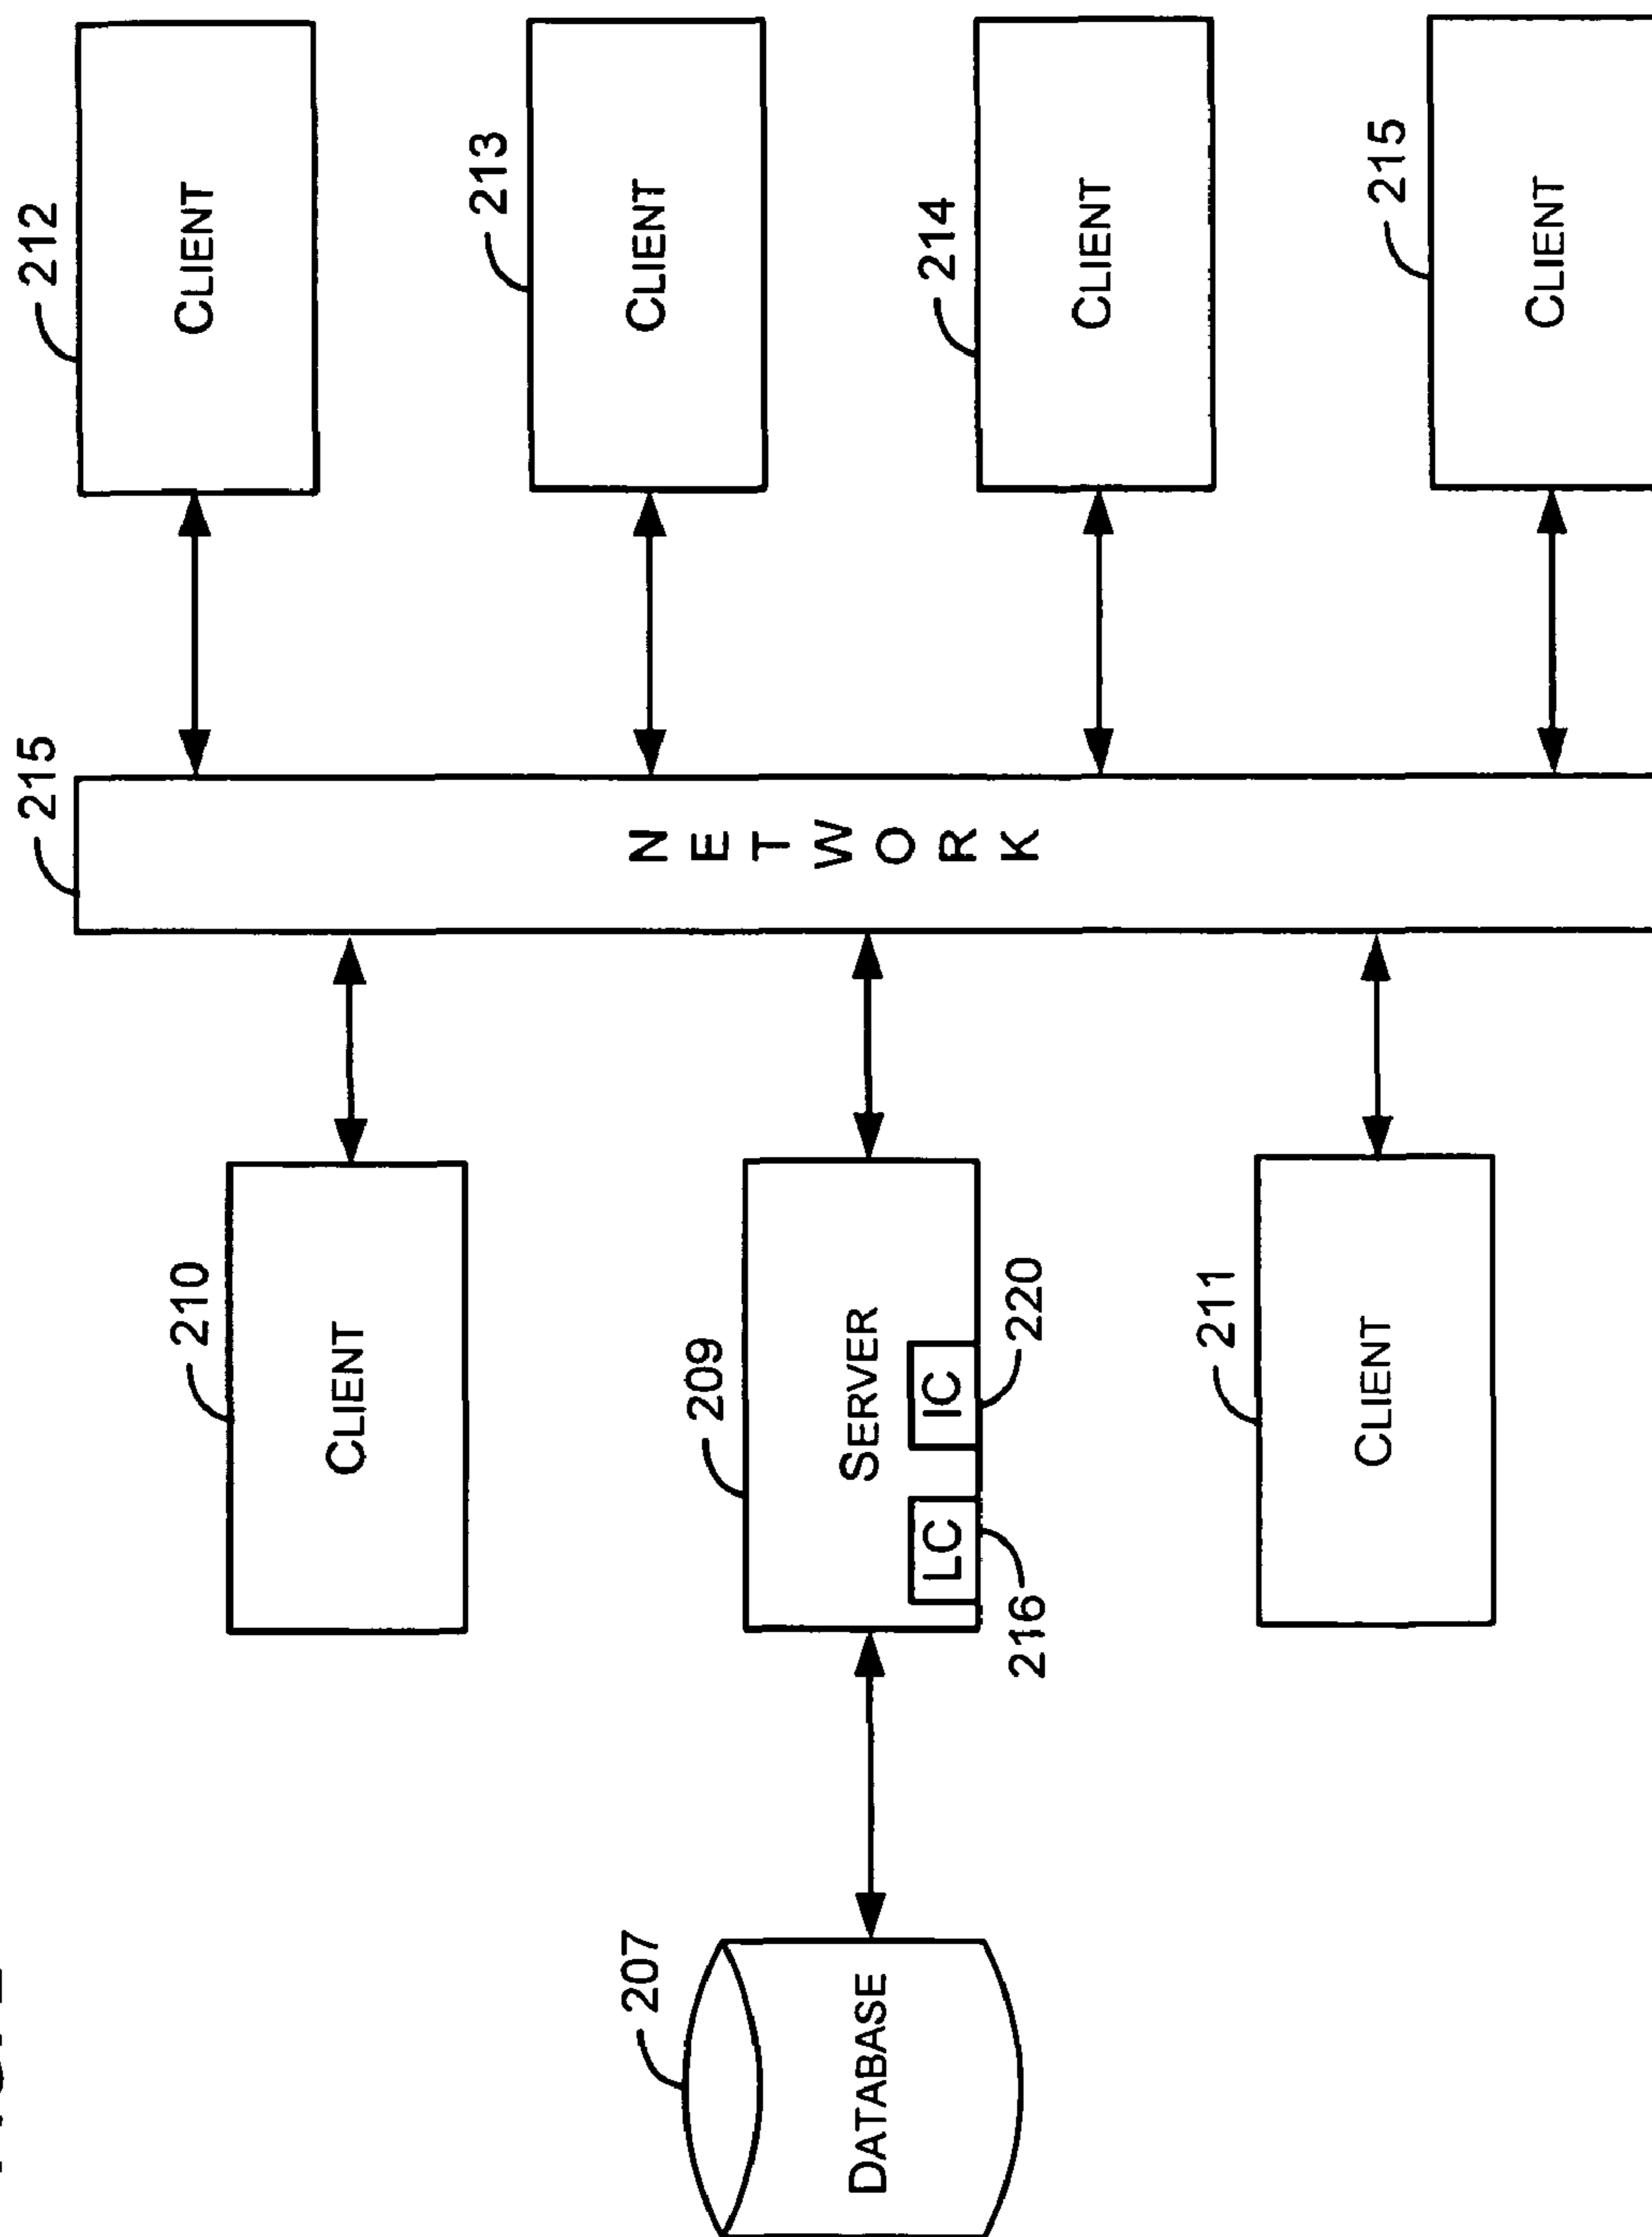 212
CLIENT
213
CLIENT
214
CLIENT
215
CLIENT
215
NETWORK
210
CLIENT
209
SERVER
LC
IC
216
220
211
CLIENT
207
DATABASE